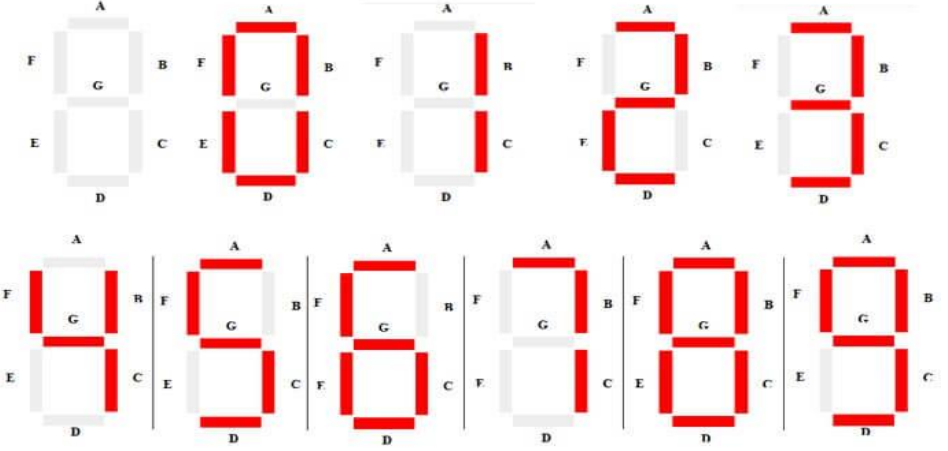 A A A A A
F B F B F B F B F B
G G G G G
E C E C E C E C E C
D D D D D
A A A A A A
F B F B F B F B F B F B
G G G G G G
E C E C E C E C E C E C
D D D D D D